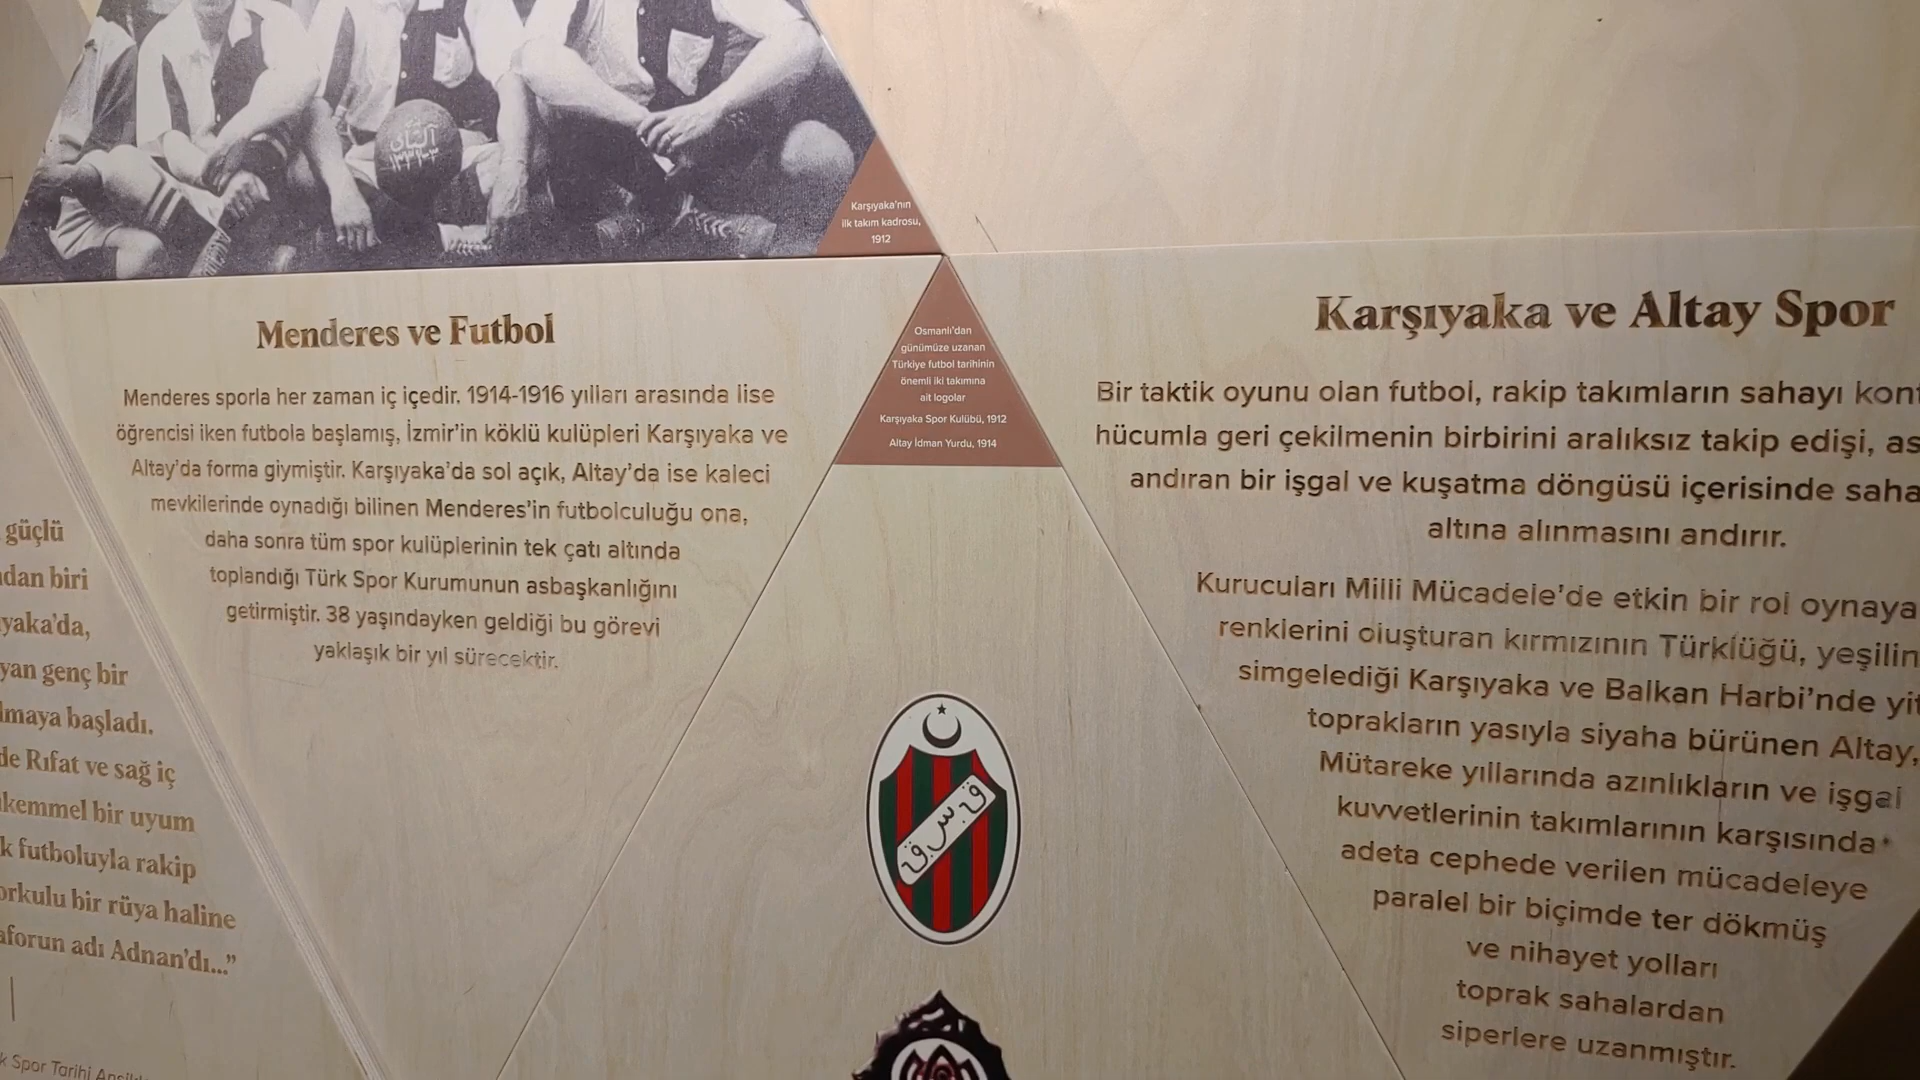 آلتای
١٣٣٠
Karşıyaka'nın
ilk takım kadrosu,
1912
Menderes ve Futbol
Menderes sporla her zaman iç içedir. 1914-1916 yılları arasında lise
öğrencisi iken futbola başlamış, İzmir'in köklü kulüpleri Karşıyaka ve
Altay'da forma giymiştir. Karşıyaka'da sol açık, Altay'da ise kaleci
mevkilerinde oynadığı bilinen Menderes'in futbolculuğu ona,
daha sonra tüm spor kulüplerinin tek çatı altında
toplandığı Türk Spor Kurumunun asbaşkanlığını
getirmiştir. 38 yaşındayken geldiği bu görevi
yaklaşık bir yıl sürecektir.
Osmanlı'dan
günümüze uzanan
Türkiye futbol tarihinin
önemli iki takımına
ait logolar
Karşıyaka Spor Kulübü, 1912
Altay İdman Yurdu, 1914
ق. س. ق
Karşıyaka ve Altay Spor
Bir taktik oyunu olan futbol, rakip takımların sahayı kont
hücumla geri çekilmenin birbirini aralıksız takip edişi, as
andıran bir işgal ve kuşatma döngüsü içerisinde saha
altına alınmasını andırır.
Kurucuları Milli Mücadele'de etkin bir rol oynaya
renklerini oluşturan kırmızının Türklüğü, yeşilin
simgelediği Karşıyaka ve Balkan Harbi'nde yit
toprakların yasıyla siyaha bürünen Altay,
Mütareke yıllarında azınlıkların ve işgal
kuvvetlerinin takımlarının karşısında
adeta cephede verilen mücadeleye
paralel bir biçimde ter dökmüş
ve nihayet yolları
toprak sahalardan
siperlere uzanmıştır.
güçlü
ndan biri
yaka'da,
yan genç bir
lmaya başladı.
de Rıfat ve sağ iç
kemmel bir uyum
k futboluyla rakip
orkulu bir rüya haline
aforun adı Adnan'dı..."
k Spor Tarihi